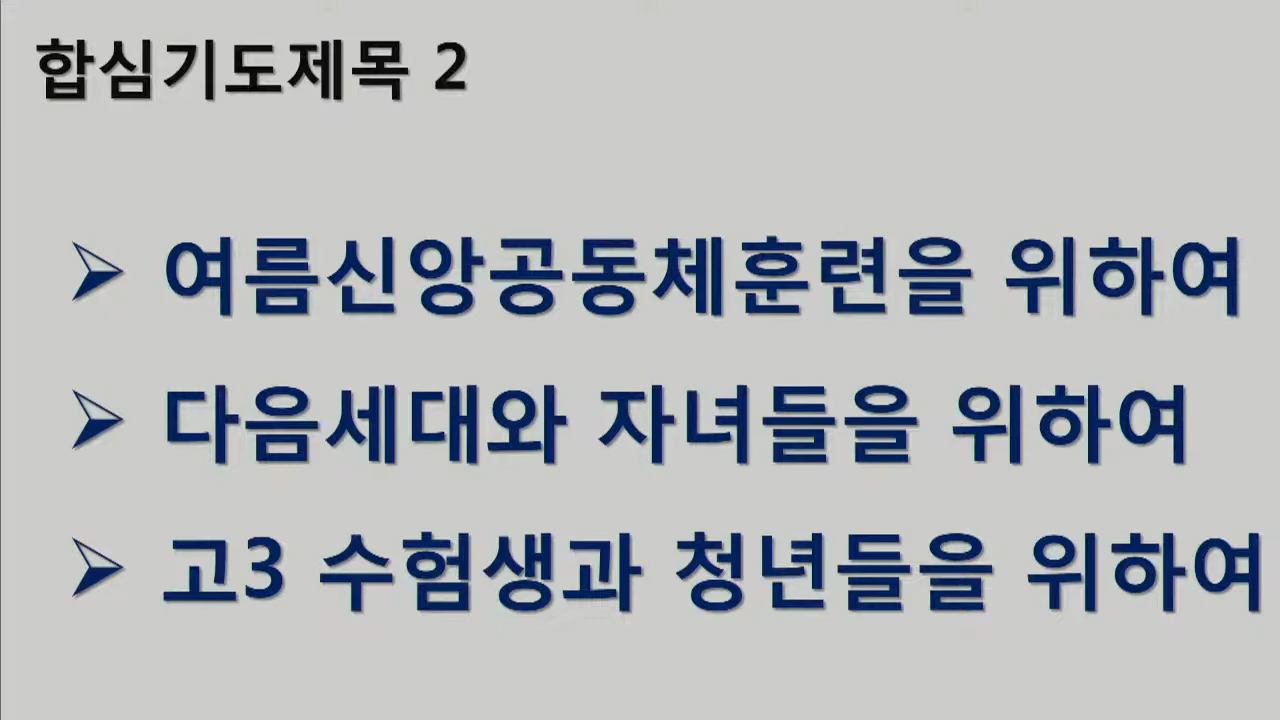 합심기도제목 2
➢ 여름신앙공동체훈련을 위하여
➢ 다음세대와 자녀들을 위하여
➢ 고3 수험생과 청년들을 위하여